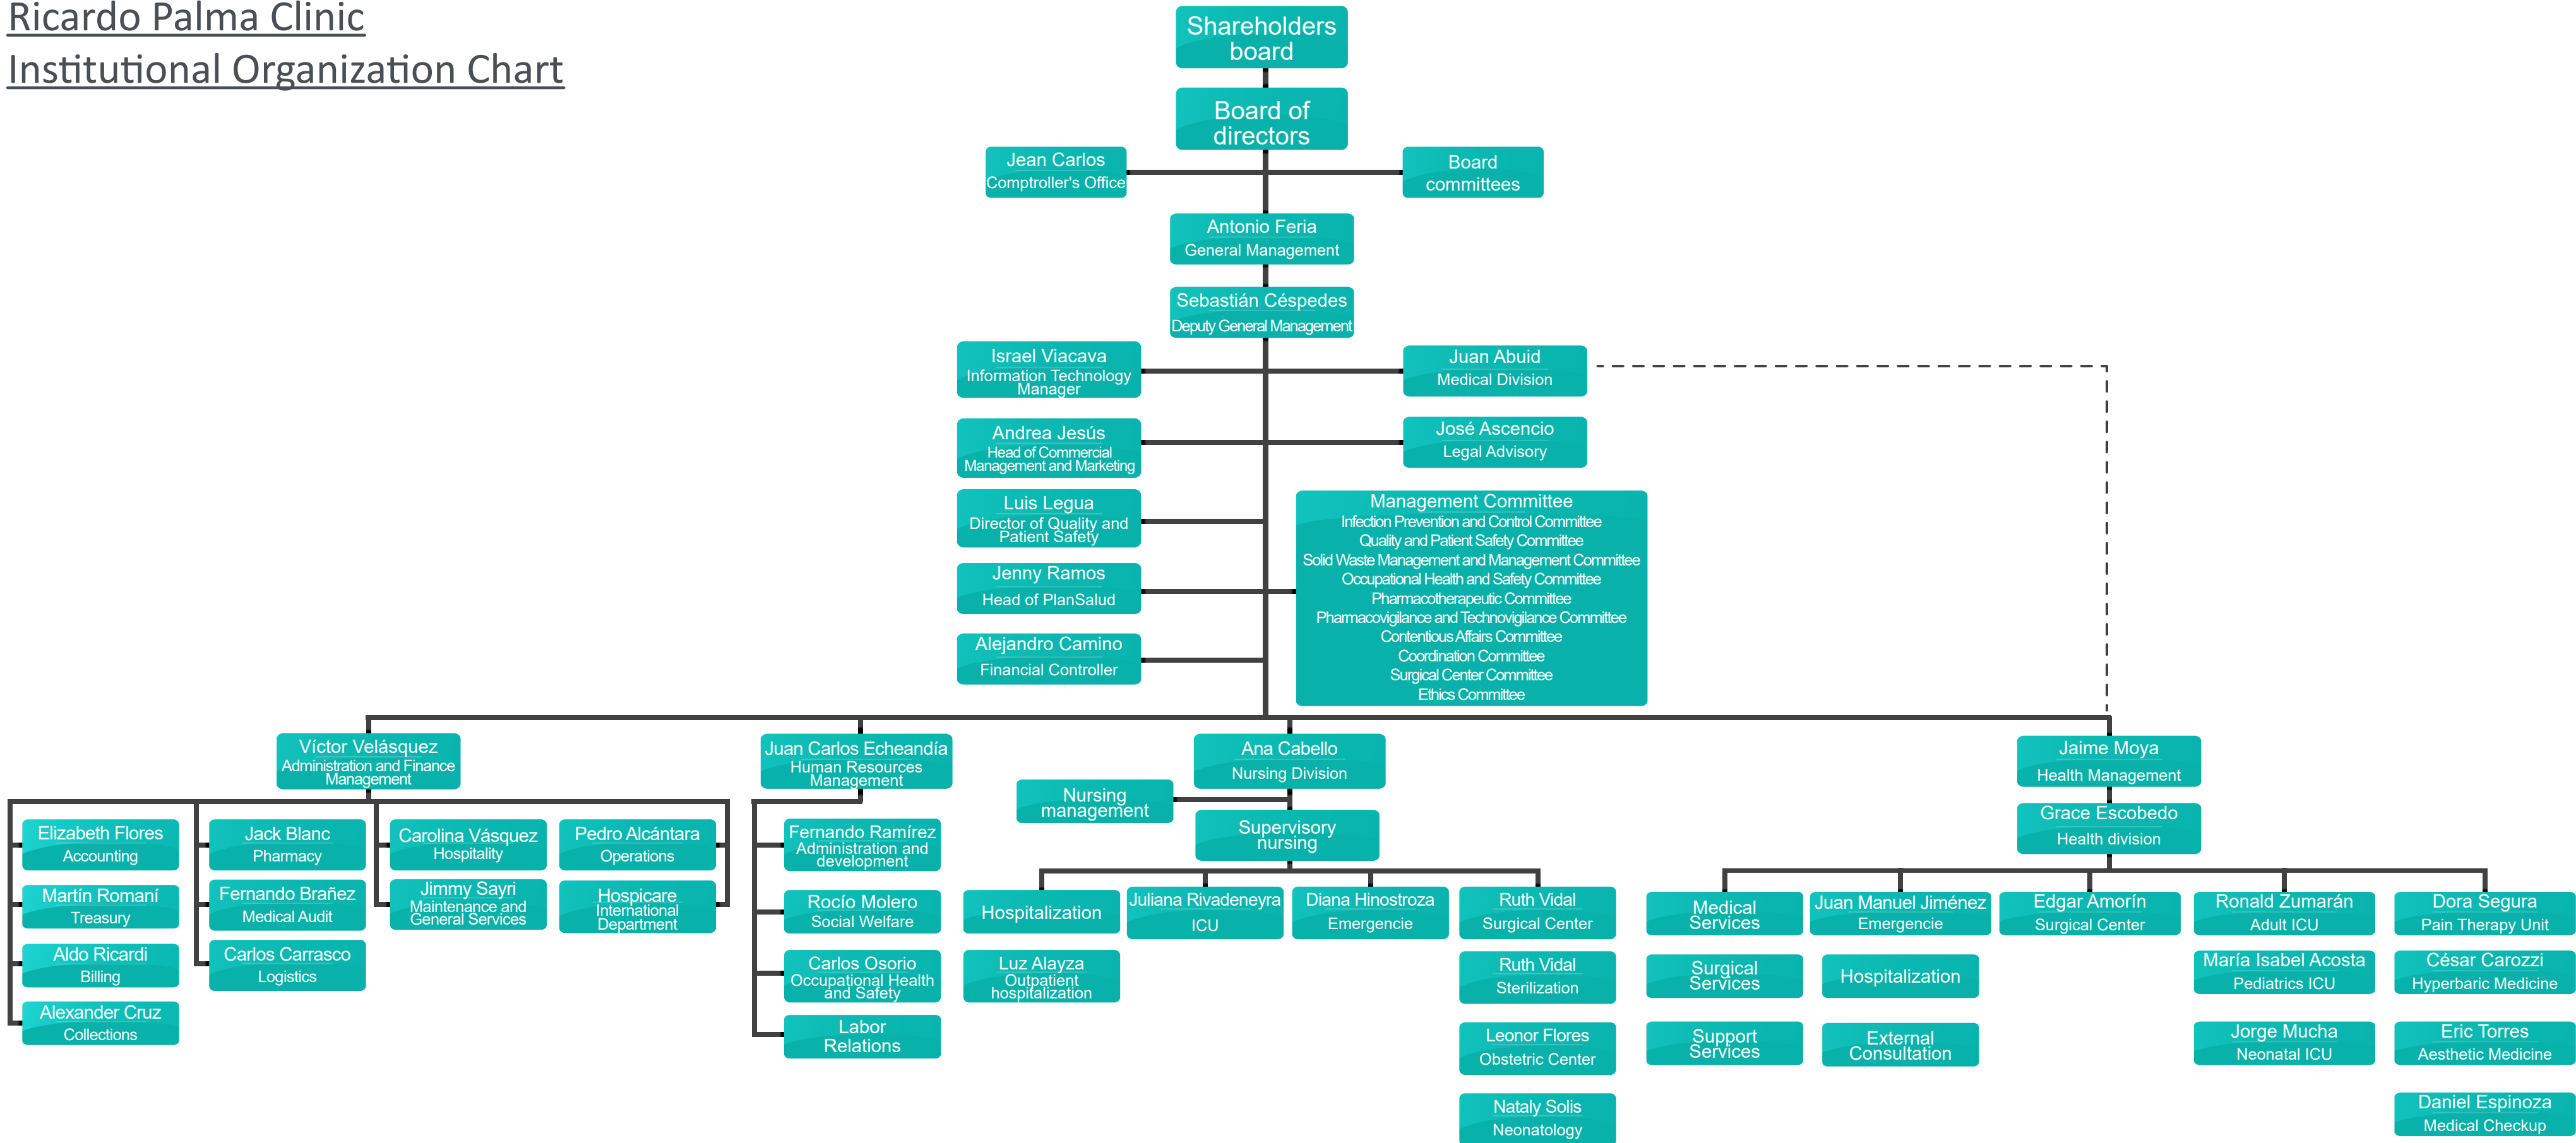 Ricardo Palma Clinic
Institutional Organization Chart
Shareholders
board
Board of
directors
Jean Carlos
Comptroller's Office
Board
committees
Antonio Feria
General Management
Sebastián Céspedes
Deputy General Management
Israel Viacava
Information Technology
Manager
Juan Abuid
Medical Division
Andrea Jesús
Head of Commercial
Management and Marketing
José Ascencio
Legal Advisory
Luis Legua
Director of Quality and
Patient Safety
Jenny Ramos
Head of PlanSalud
Alejandro Camino
Financial Controller
Management Committee
Infection Prevention and Control Committee
Quality and Patient Safety Committee
Solid Waste Management and Management Committee
Occupational Health and Safety Committee
Pharmacotherapeutic Committee
Pharmacovigilance and Technovigilance Committee
Contentious Affairs Committee
Coordination Committee
Surgical Center Committee
Ethics Committee
Víctor Velásquez
Administration and Finance
Management
Elizabeth Flores
Accounting
Martín Romaní
Treasury
Aldo Ricardi
Billing
Alexander Cruz
Collections
Jack Blanc
Pharmacy
Fernando Brañez
Medical Audit
Carlos Carrasco
Logistics
Carolina Vásquez
Hospitality
Jimmy Sayri
Maintenance and
General Services
Pedro Alcántara
Operations
Hospicare
International
Department
Juan Carlos Echeandía
Human Resources
Management
Fernando Ramírez
Administration and
development
Rocío Molero
Social Welfare
Carlos Osorio
Occupational Health
and Safety
Labor
Relations
Ana Cabello
Nursing Division
Nursing
management
Supervisory
nursing
Hospitalization
Luz Alayza
Outpatient
hospitalization
Juliana Rivadeneyra
ICU
Diana Hinostroza
Emergencie
Ruth Vidal
Surgical Center
Ruth Vidal
Sterilization
Leonor Flores
Obstetric Center
Nataly Solis
Neonatology
Jaime Moya
Health Management
Grace Escobedo
Health division
Medical
Services
Surgical
Services
Support
Services
Juan Manuel Jiménez
Emergencie
Hospitalization
External
Consultation
Edgar Amorín
Surgical Center
Ronald Zumarán
Adult ICU
María Isabel Acosta
Pediatrics ICU
Jorge Mucha
Neonatal ICU
Dora Segura
Pain Therapy Unit
César Carozzi
Hyperbaric Medicine
Eric Torres
Aesthetic Medicine
Daniel Espinoza
Medical Checkup